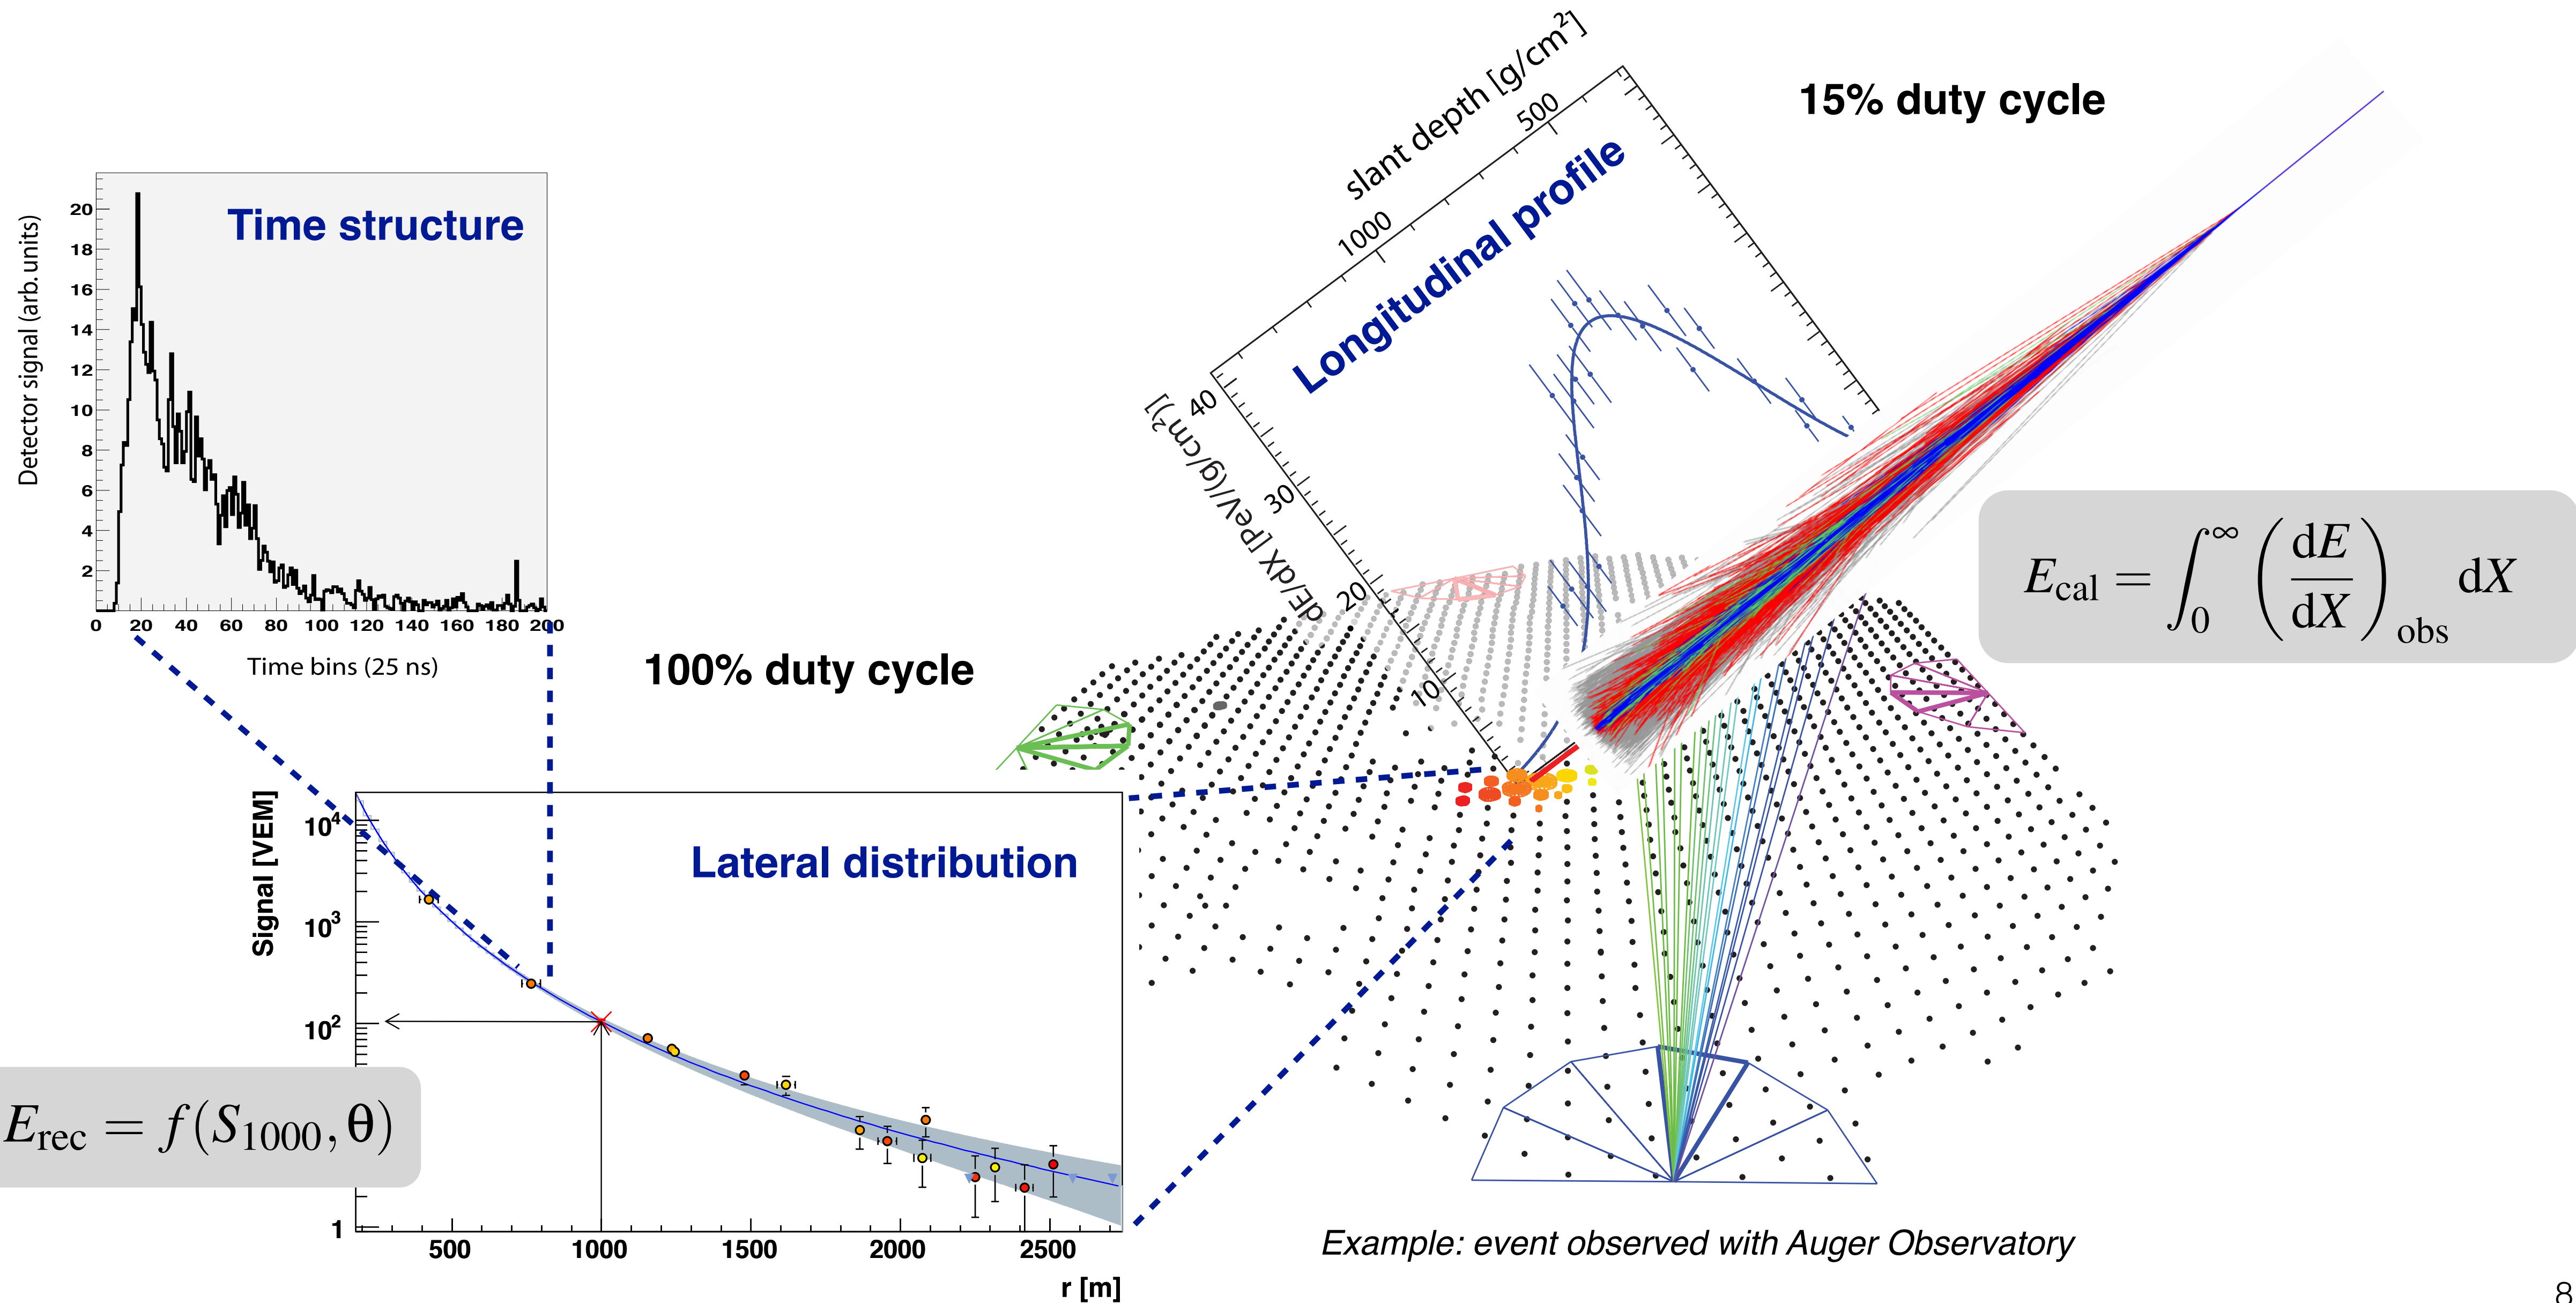 15% duty cycle
slant depth [g/cm²]
500
1000
Longitudinal profile
40
30
20
10
dE/dX [PeV/(g/cm²)]
Time structure
Detector signal (arb. units)
20
18
16
14
12
10
8
6
4
2
0 20 40 60 80 100 120 140 160 180 200
Time bins (25 ns)
100% duty cycle
E_cal = ∫_0^∞ (dE/dX)_obs dX
Lateral distribution
Signal [VEM]
10⁴
10³
10²
1
500 1000 1500 2000 2500
r [m]
E_rec = f(S_1000, θ)
Example: event observed with Auger Observatory
8